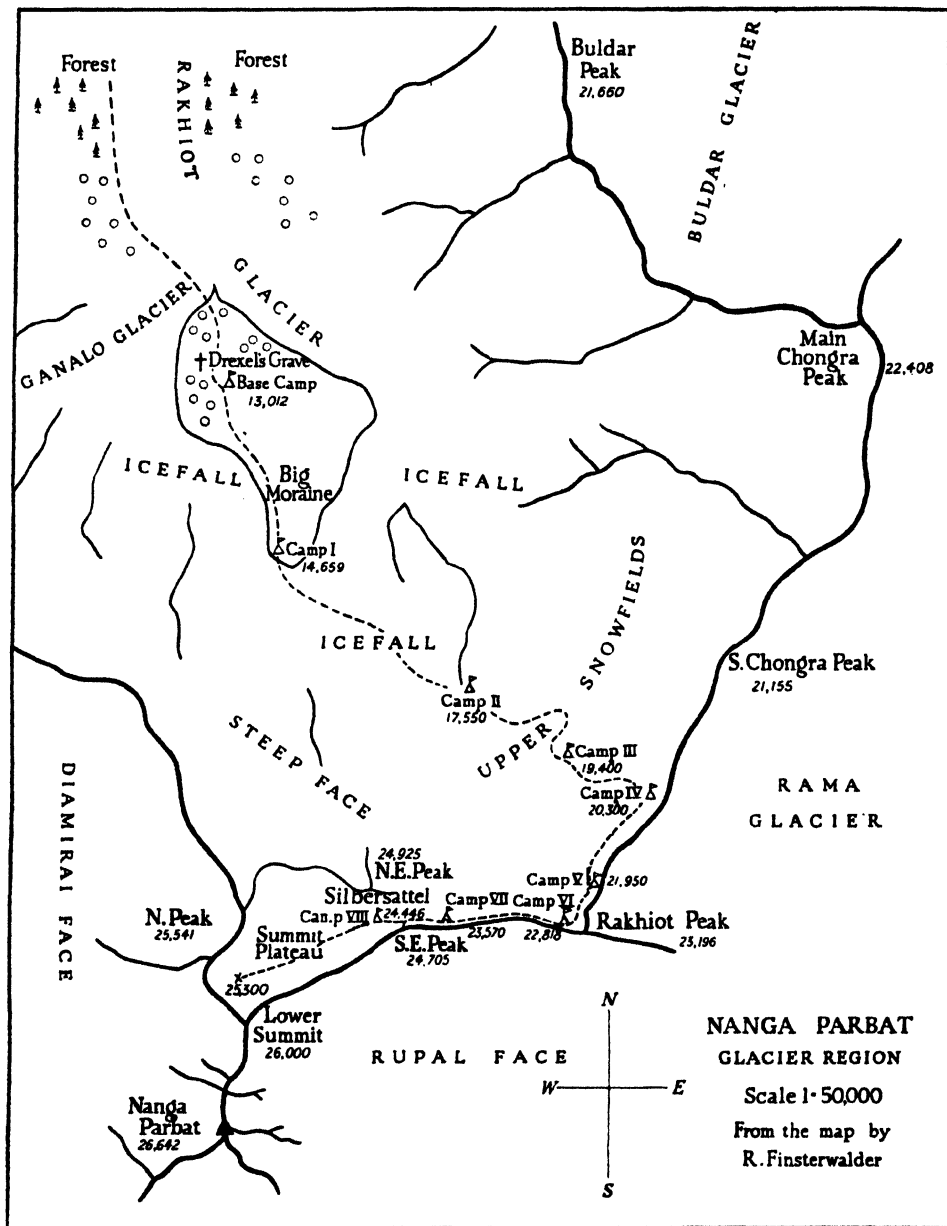 Forest
RAKHIOT
Forest
Buldar
Peak
21,660
BULDAR GLACIER
GLACIER
GANALO GLACIER
Drexel's Grave
Base Camp
13,012
Main
Chongra
Peak
22,408
ICEFALL
Big
Moraine
ICEFALL
Camp I
14,659
SNOWFIELDS
ICEFALL
S. Chongra Peak
21,155
Camp II
17,550
STEEP FACE
UPPER
Camp III
19,400
Camp IV
20,300
RAMA
GLACIER
DIAMIRAI FACE
24,925
N.E. Peak
Camp V
21,950
Silbersattel
Camp VII
Camp VI
Camp VIII
24,446
N. Peak
25,541
Summit
Plateau
23,570
22,818
Rakhiot Peak
23,196
S.E. Peak
24,705
25,300
Lower
Summit
26,000
RUPAL FACE
N
W
E
S
NANGA PARBAT
GLACIER REGION
Scale 1·50,000
From the map by
R. Finsterwalder
Nanga
Parbat
26,642